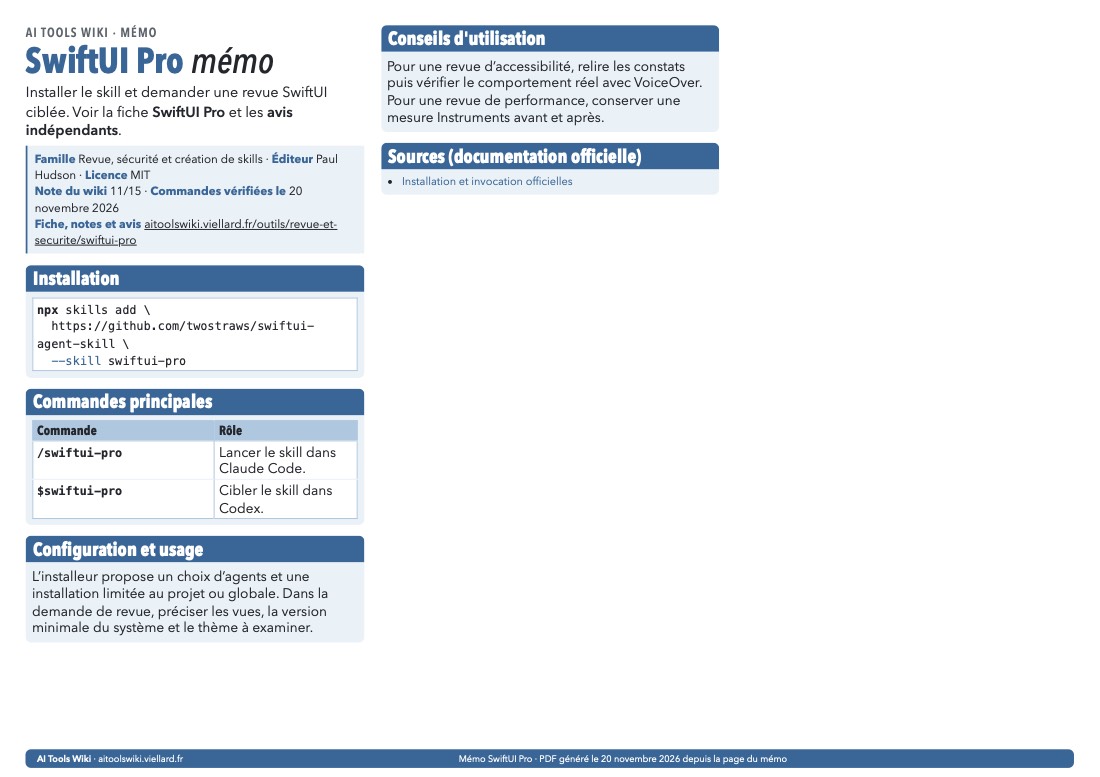 AI TOOLS WIKI · MÉMO
SwiftUI Pro mémo
Installer le skill et demander une revue SwiftUI
ciblée. Voir la fiche SwiftUI Pro et les avis
indépendants.
Famille Revue, sécurité et création de skills · Éditeur Paul
Hudson · Licence MIT
Note du wiki 11/15 · Commandes vérifiées le 20
novembre 2026
Fiche, notes et avis aitoolswiki.viellard.fr/outils/revue-et-
securite/swiftui-pro
Installation
npx skills add \
https://github.com/twostraws/swiftui-
agent-skill \
--skill swiftui-pro
Commandes principales
Commande Rôle
/swiftui-pro Lancer le skill dans
Claude Code.
$swiftui-pro Cibler le skill dans
Codex.
Configuration et usage
L’installeur propose un choix d’agents et une
installation limitée au projet ou globale. Dans la
demande de revue, préciser les vues, la version
minimale du système et le thème à examiner.
Conseils d'utilisation
Pour une revue d’accessibilité, relire les constats
puis vérifier le comportement réel avec VoiceOver.
Pour une revue de performance, conserver une
mesure Instruments avant et après.
Sources (documentation officielle)
• Installation et invocation officielles
AI Tools Wiki · aitoolswiki.viellard.fr
Mémo SwiftUI Pro · PDF généré le 20 novembre 2026 depuis la page du mémo